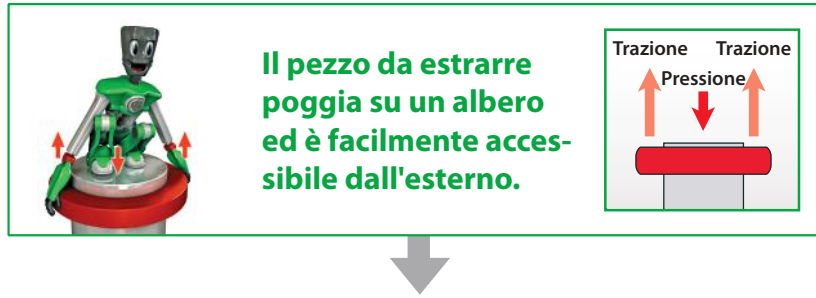 Il pezzo da estrarre
poggia su un albero
ed è facilmente acces-
sibile dall'esterno.
Trazione Trazione
Pressione